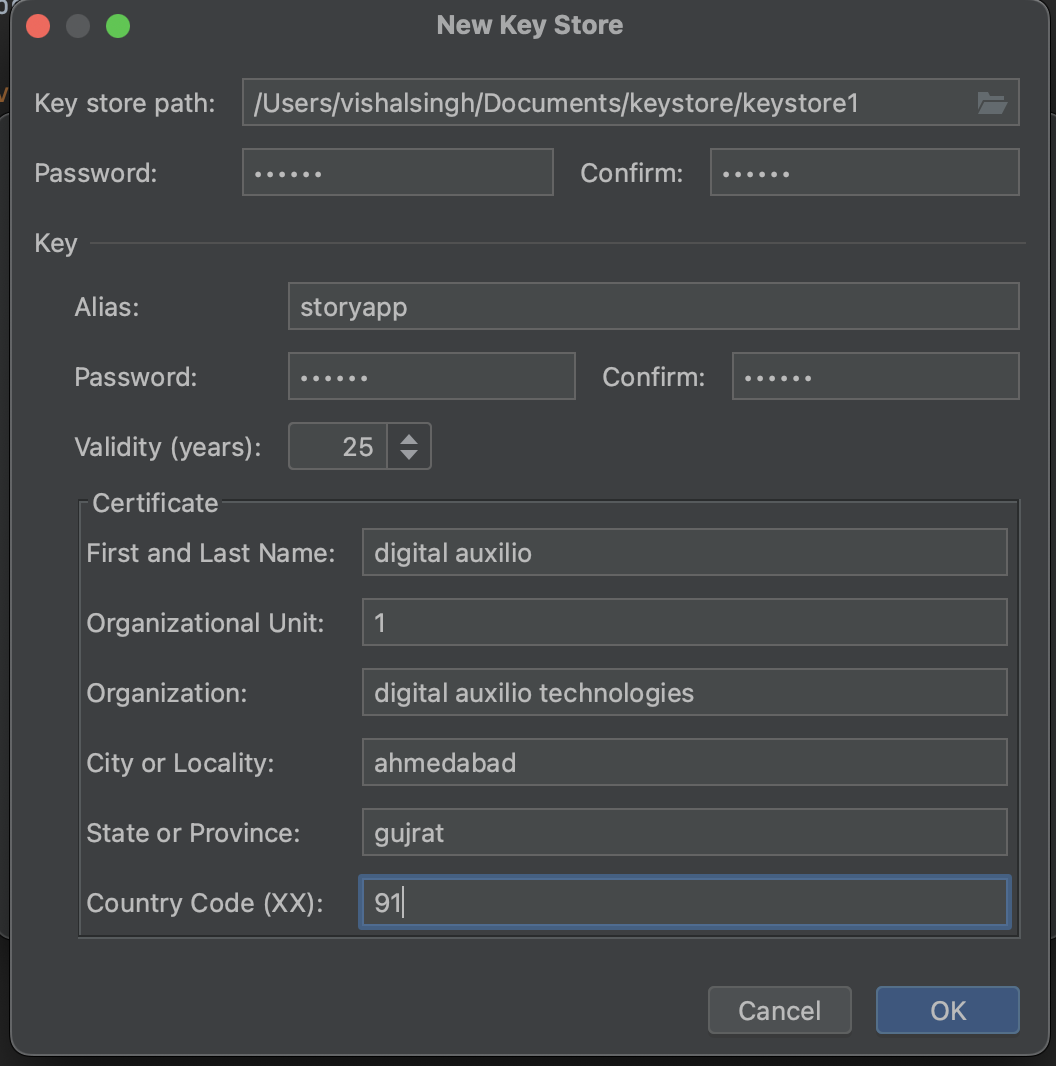 New Key Store
Key store path: /Users/vishalsingh/Documents/keystore/keystore1
Password: •••••• Confirm: ••••••
Key
Alias: storyapp
Password: •••••• Confirm: ••••••
Validity (years): 25
Certificate
First and Last Name: digital auxilio
Organizational Unit: 1
Organization: digital auxilio technologies
City or Locality: ahmedabad
State or Province: gujrat
Country Code (XX): 91
Cancel OK